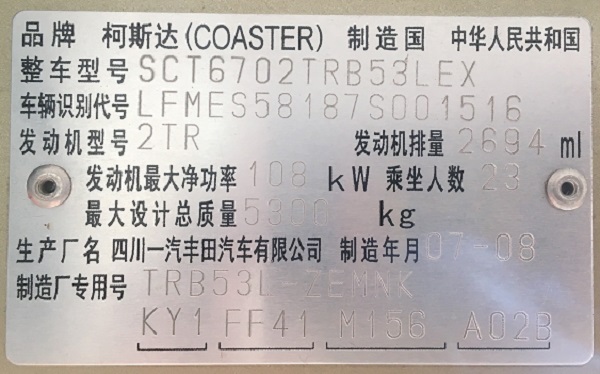 品牌 柯斯达(COASTER) 制造国 中华人民共和国
整车型号 SCT6702TRB53LEX
车辆识别代号 LFMES58187S001516
发动机型号 2TR 发动机排量 2694 ml
发动机最大净功率 108 kW 乘坐人数 23
最大设计总质量 5300 kg
生产厂名 四川一汽丰田汽车有限公司 制造年月 07-08
制造厂专用号 TRB53L-ZEMNK
KY1 FF41 M156 A02B